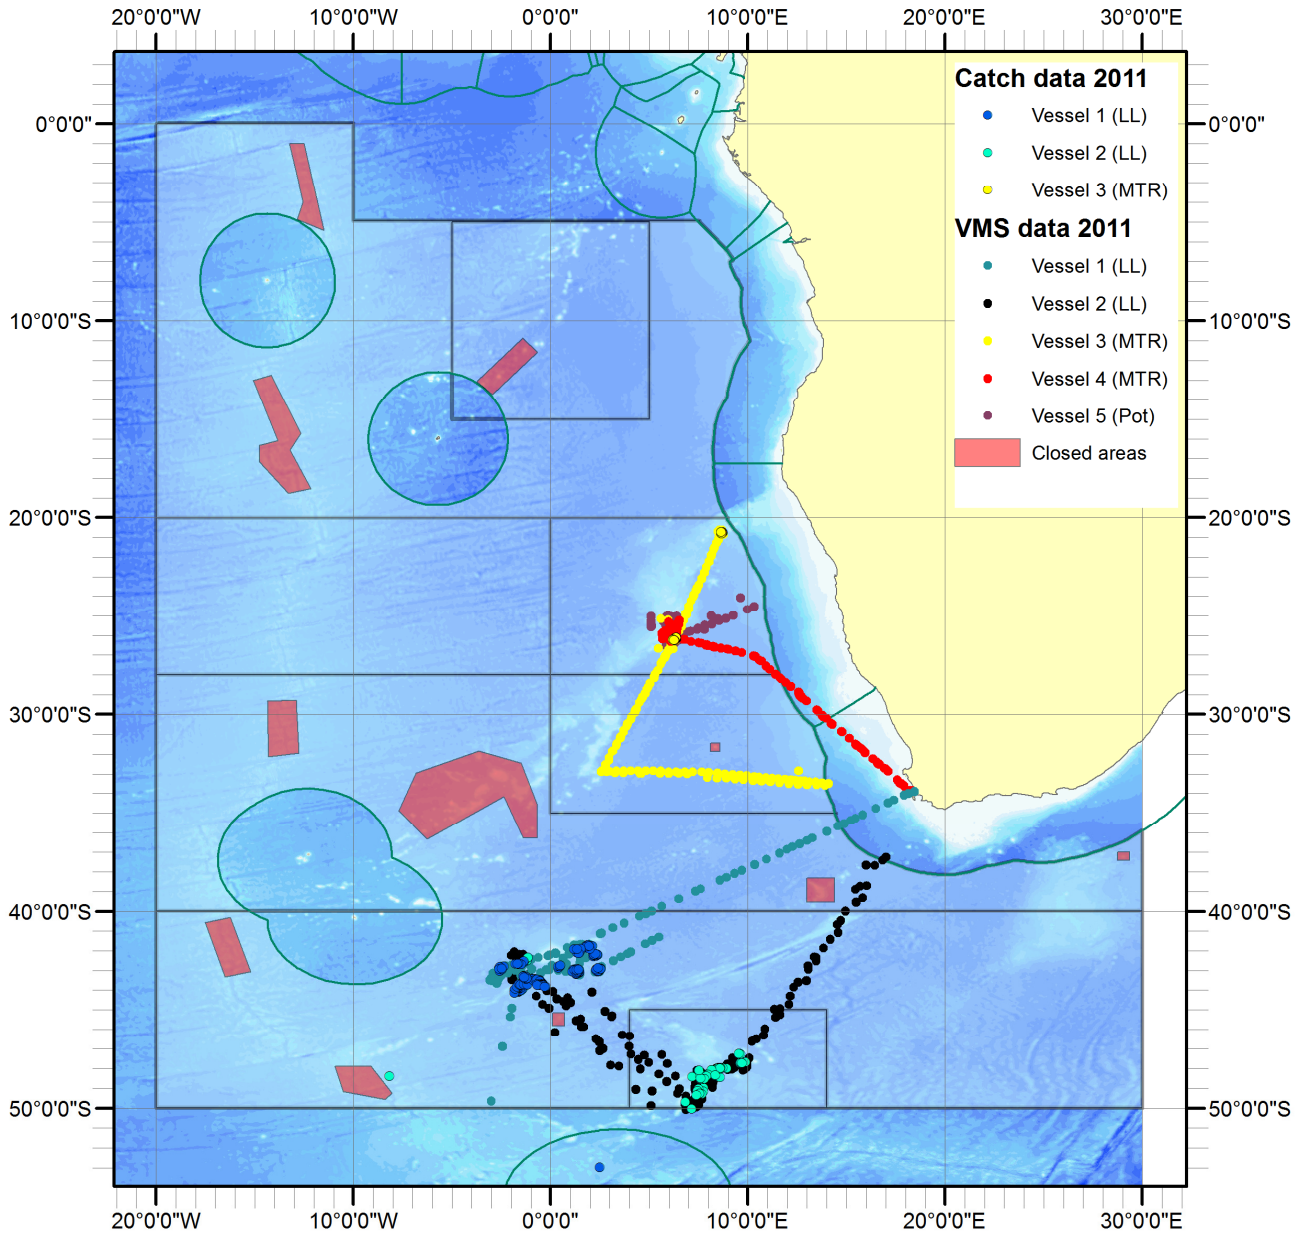 20°0'0"W 10°0'0"W 0°0'0" 10°0'0"E 20°0'0"E 30°0'0"E
Catch data 2011
Vessel 1 (LL)
Vessel 2 (LL)
Vessel 3 (MTR)
VMS data 2011
Vessel 1 (LL)
Vessel 2 (LL)
Vessel 3 (MTR)
Vessel 4 (MTR)
Vessel 5 (Pot)
Closed areas
0°0'0" 0°0'0"
10°0'0"S 10°0'0"S
20°0'0"S 20°0'0"S
30°0'0"S 30°0'0"S
40°0'0"S 40°0'0"S
50°0'0"S 50°0'0"S
20°0'0"W 10°0'0"W 0°0'0" 10°0'0"E 20°0'0"E 30°0'0"E